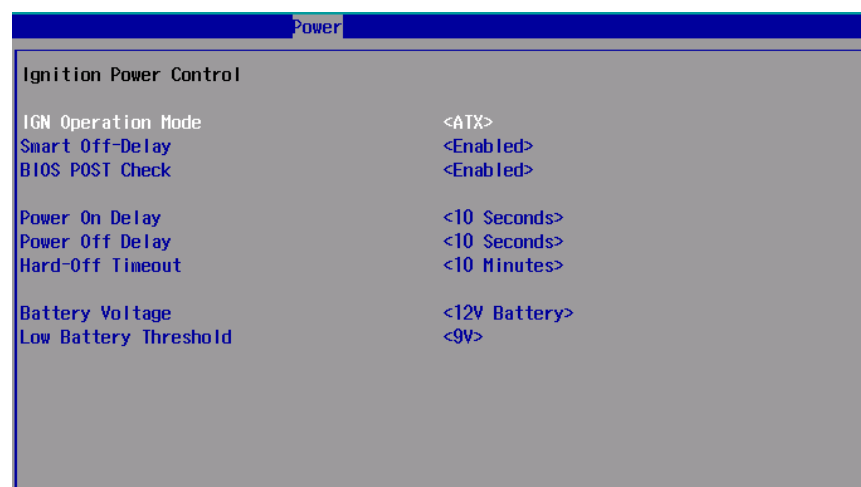 Power
Ignition Power Control
IGN Operation Mode <ATX>
Smart Off-Delay <Enabled>
BIOS POST Check <Enabled>
Power On Delay <10 Seconds>
Power Off Delay <10 Seconds>
Hard-Off Timeout <10 Minutes>
Battery Voltage <12V Battery>
Low Battery Threshold <9V>